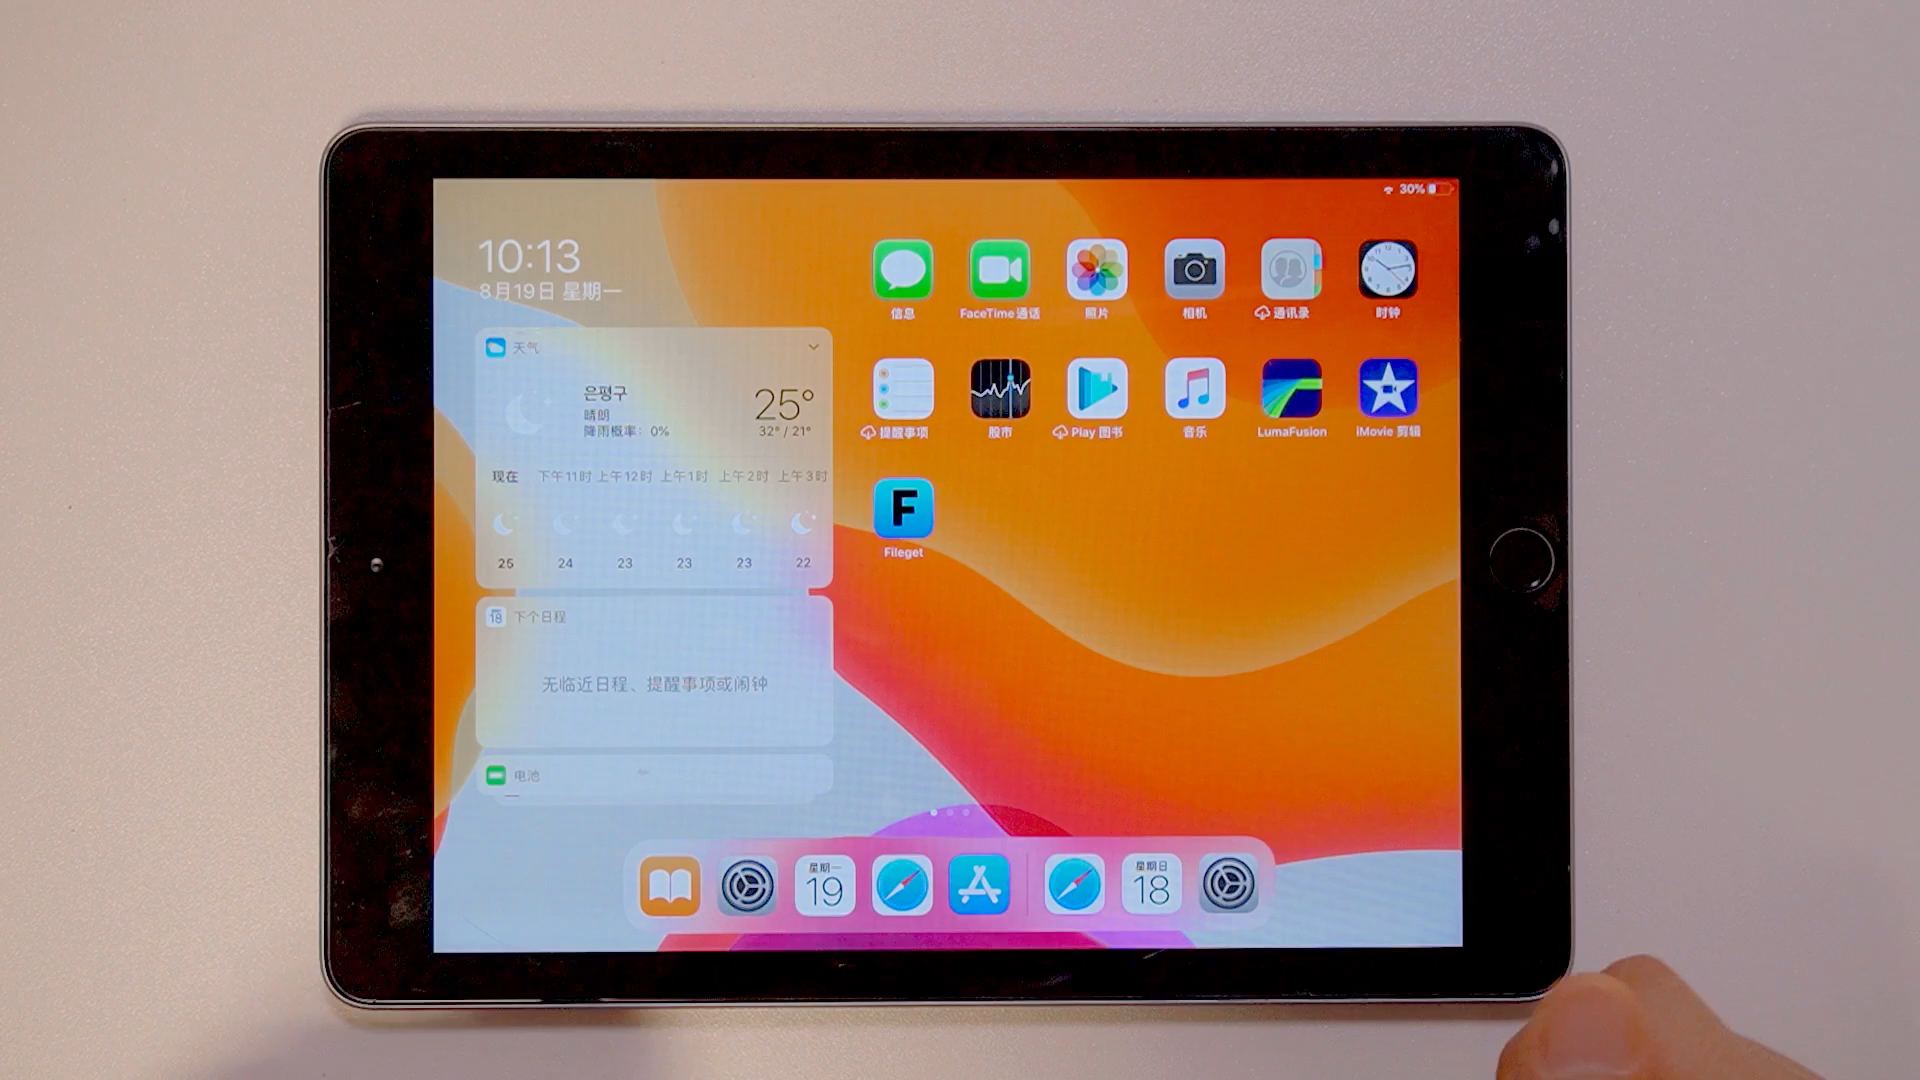 30%
10:13
8月19日 星期一
天气
은평구
晴朗
降雨概率: 0%
25°
32° / 21°
现在 下午11时 上午12时 上午1时 上午2时 上午3时
25 24 23 23 23 22
18 下个日程
无临近日程、提醒事项或闹钟
电池
信息 FaceTime 通话 照片 相机 通讯录 时钟
提醒事项 股市 Play 图书 音乐 LumaFusion iMovie 剪辑
F
Fileget
星期一
19
星期日
18